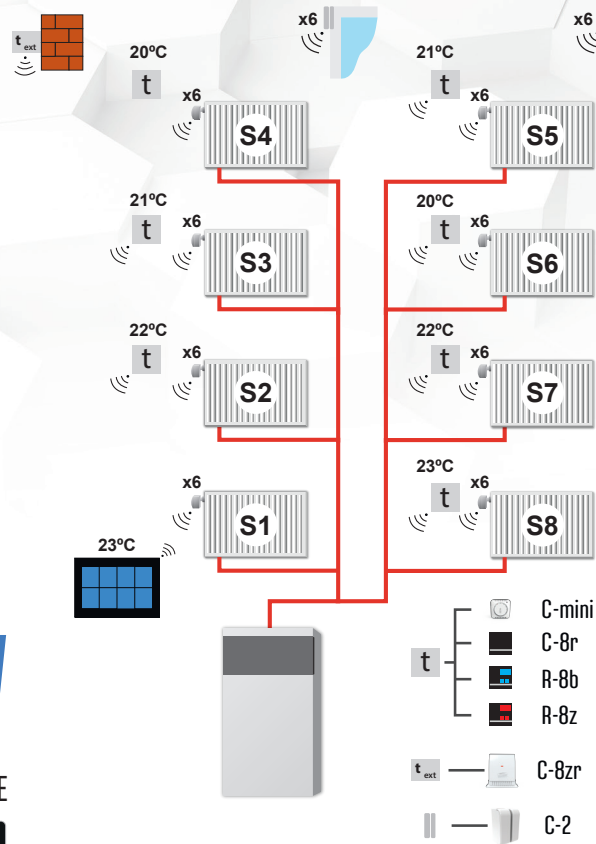 t ext
x6
x6
20ºC
t
x6
S4
21ºC
t
x6
S5
21ºC
t
x6
S3
20ºC
t
x6
S6
22ºC
t
x6
S2
22ºC
t
x6
S7
23ºC
x6
S1
23ºC
t
x6
S8
t
C-mini
C-8r
R-8b
R-8z
t ext
C-8zr
C-2
E